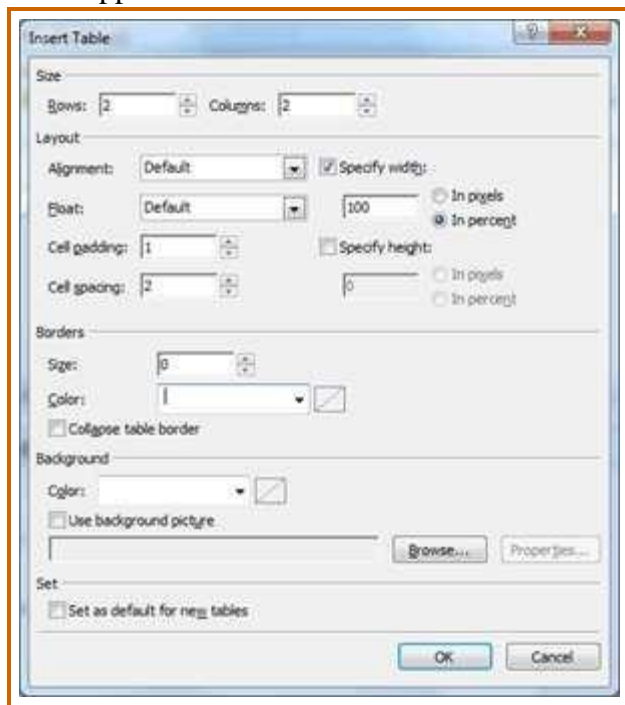 Insert Table
Size
Rows: 2 Columns: 2
Layout
Alignment: Default Specify width:
Float: Default 100 In pixels
In percent
Cell padding: 1 Specify height:
Cell spacing: 2 0 In pixels
In percent
Borders
Size: 0
Color:
Collapse table border
Background
Color:
Use background picture
Browse... Properties...
Set
Set as default for new tables
OK Cancel